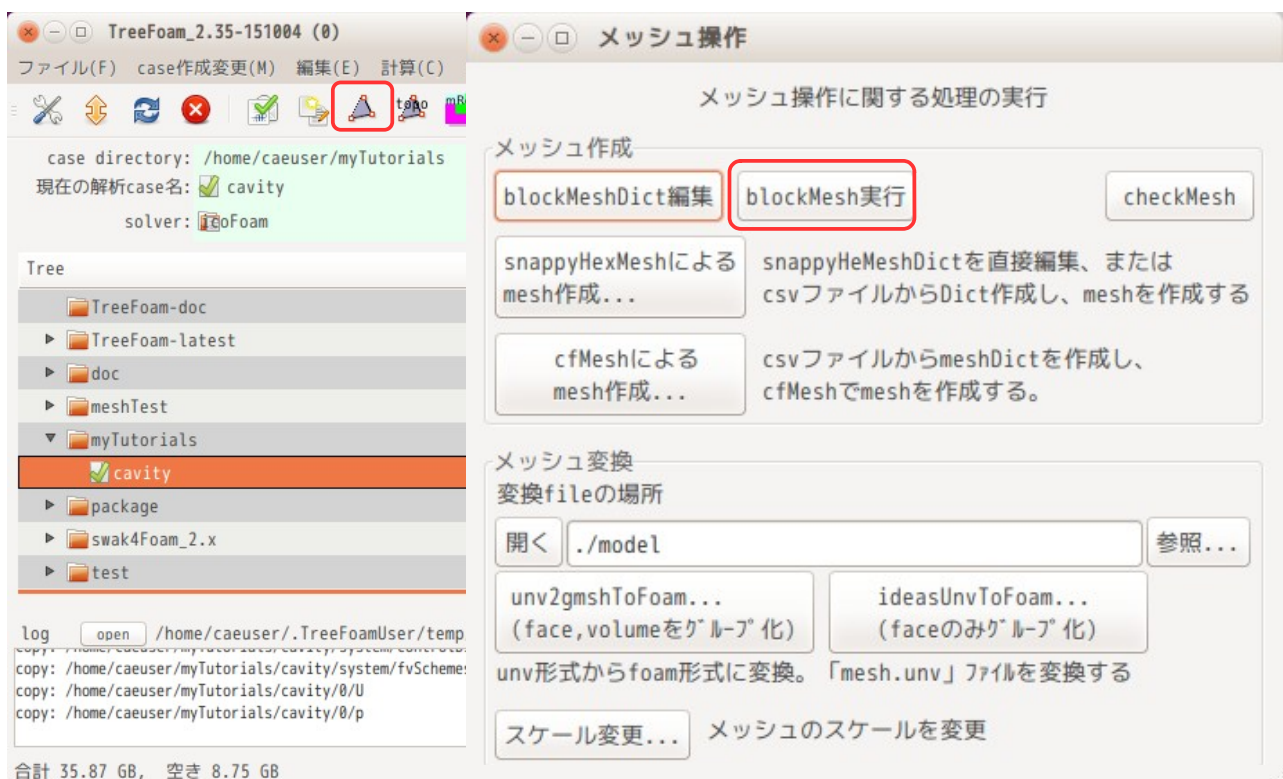 TreeFoam_2.35-151004 (0)
ファイル(F) case作成変更(M) 編集(E) 計算(C)
topo
mR
case directory: /home/caeuser/myTutorials
現在の解析case名: cavity
solver: icoFoam
Tree
TreeFoam-doc
TreeFoam-latest
doc
meshTest
myTutorials
cavity
package
swak4Foam_2.x
test
log open /home/caeuser/.TreeFoamUser/temp
copy: /home/caeuser/myTutorials/cavity/system/controlD
copy: /home/caeuser/myTutorials/cavity/system/fvScheme
copy: /home/caeuser/myTutorials/cavity/0/U
copy: /home/caeuser/myTutorials/cavity/0/p
合計 35.87 GB, 空き 8.75 GB
メッシュ操作
メッシュ操作に関する処理の実行
メッシュ作成
blockMeshDict編集 blockMesh実行 checkMesh
snappyHexMeshによる
mesh作成...
snappyHeMeshDictを直接編集、または
csvファイルからDict作成し、meshを作成する
cfMeshによる
mesh作成...
csvファイルからmeshDictを作成し、
cfMeshでmeshを作成する。
メッシュ変換
変換fileの場所
開く ./model 参照...
unv2gmshToFoam...
(face,volumeをグループ化)
ideasUnvToFoam...
(faceのみグループ化)
unv形式からfoam形式に変換。「mesh.unv」ファイルを変換する
スケール変更... メッシュのスケールを変更